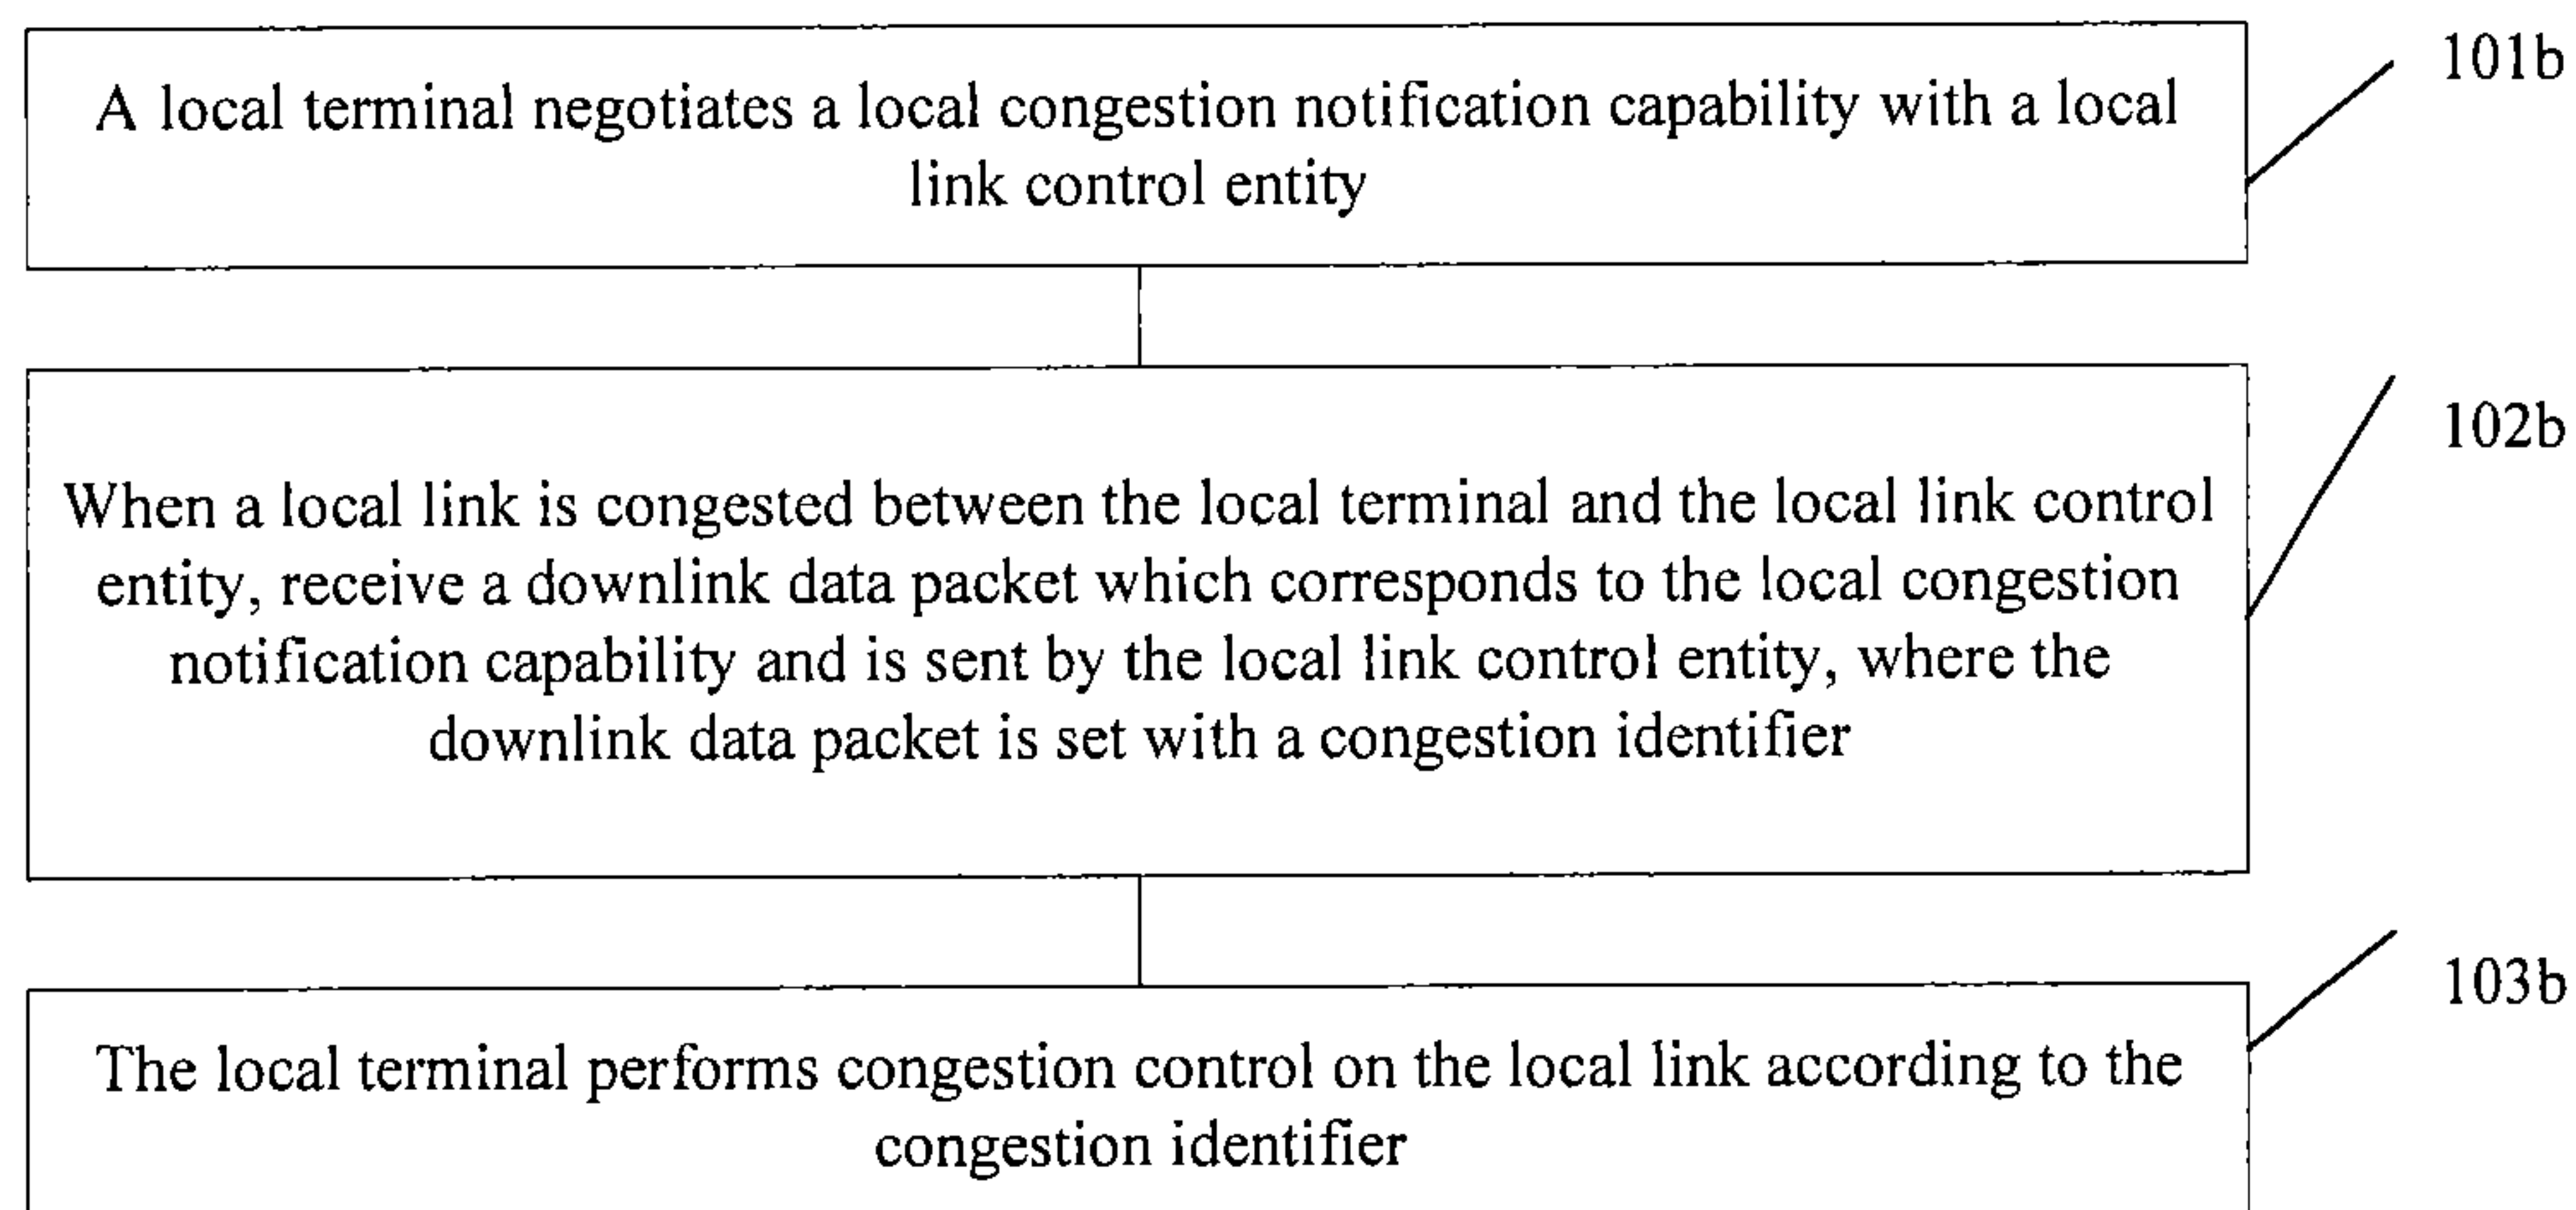 101b
A local terminal negotiates a local congestion notification capability with a local
link control entity
102b
When a local link is congested between the local terminal and the local link control
entity, receive a downlink data packet which corresponds to the local congestion
notification capability and is sent by the local link control entity, where the
downlink data packet is set with a congestion identifier
103b
The local terminal performs congestion control on the local link according to the
congestion identifier